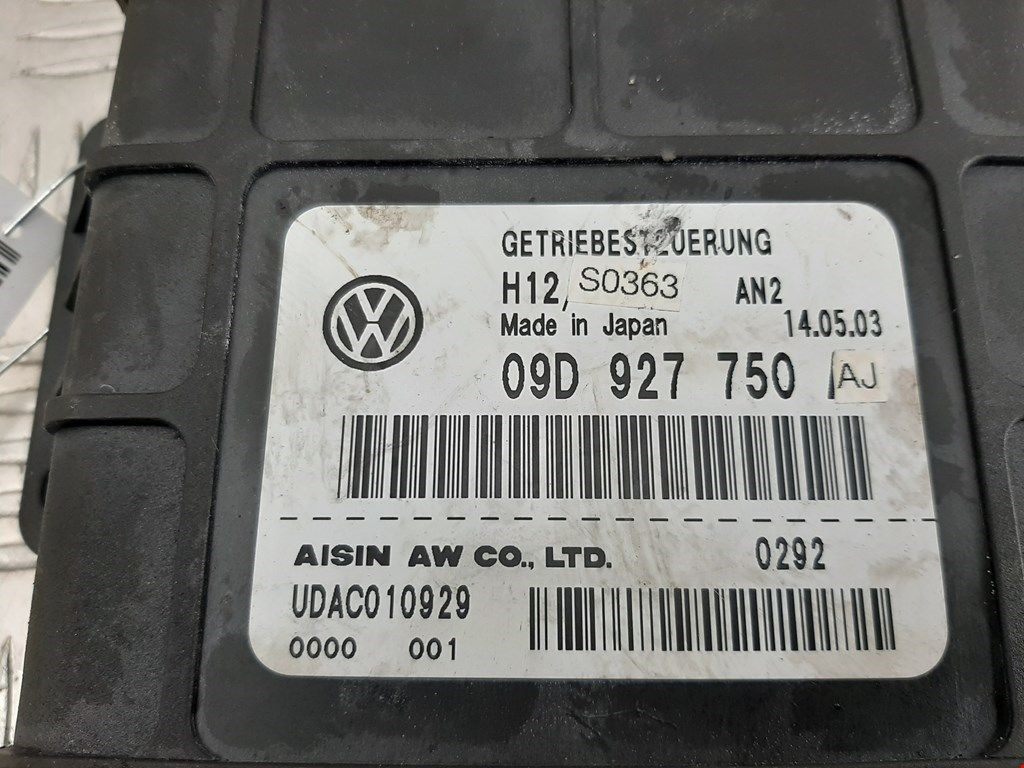 GETRIEBESTEUERUNG
H12/S0363 AN2
Made in Japan 14.05.03
09D 927 750 AJ
AISIN AW CO., LTD. 0292
UDAC010929
0000 001